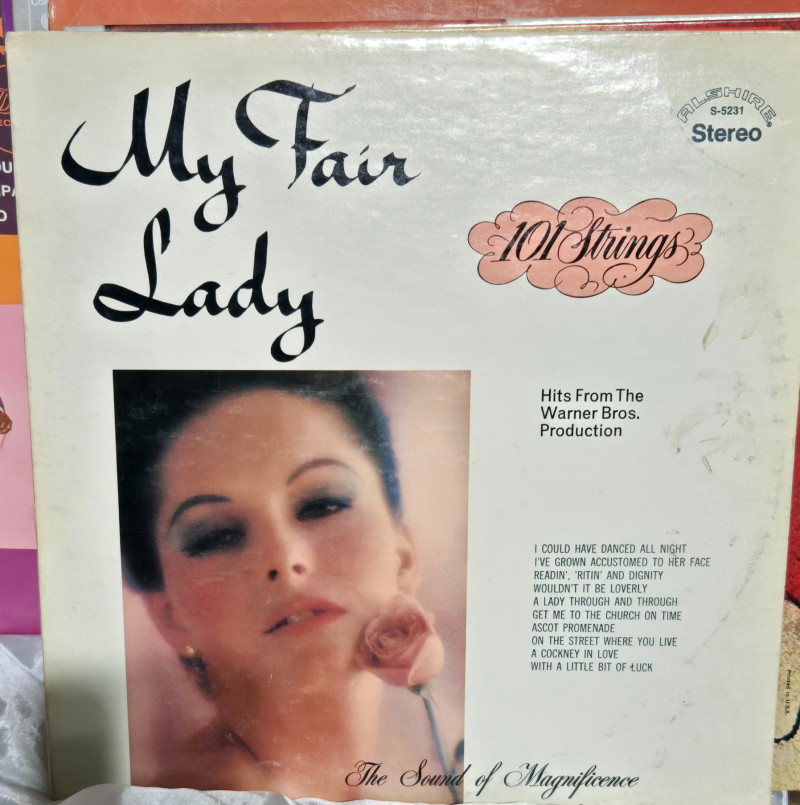 My Fair
Lady
ALSHIRE
S-5231
Stereo
101 Strings
Hits From The
Warner Bros.
Production
I COULD HAVE DANCED ALL NIGHT
I'VE GROWN ACCUSTOMED TO HER FACE
READIN', 'RITIN' AND DIGNITY
WOULDN'T IT BE LOVERLY
A LADY THROUGH AND THROUGH
GET ME TO THE CHURCH ON TIME
ASCOT PROMENADE
ON THE STREET WHERE YOU LIVE
A COCKNEY IN LOVE
WITH A LITTLE BIT OF LUCK
The Sound of Magnificence
Printed in U.S.A.